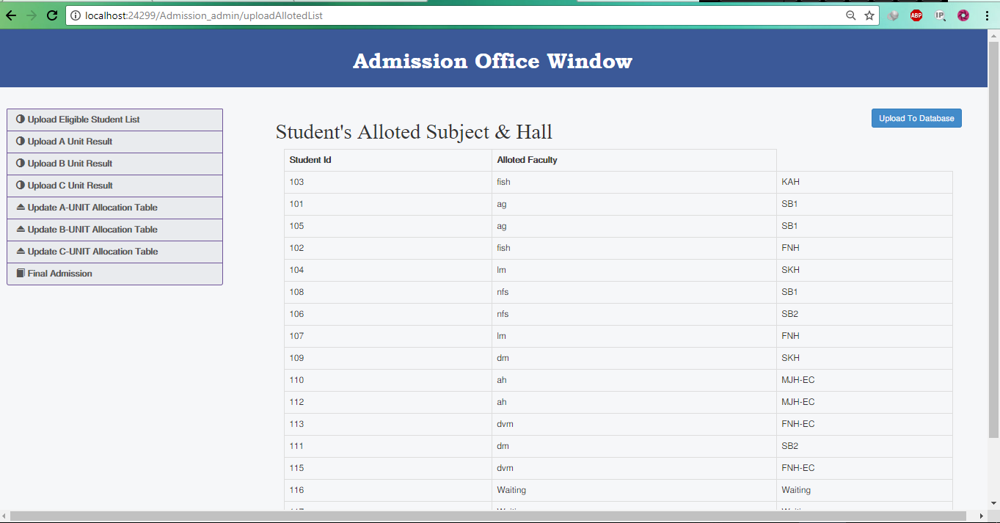 localhost:24299/Admission_admin/uploadAllotedList
ABP
IP
Admission Office Window
Upload Eligible Student List
Upload A Unit Result
Upload B Unit Result
Upload C Unit Result
Update A-UNIT Allocation Table
Update B-UNIT Allocation Table
Update C-UNIT Allocation Table
Final Admission
Upload To Database
Student's Alloted Subject & Hall
Student Id Alloted Faculty
103 fish KAH
101 ag SB1
105 ag SB1
102 fish FNH
104 lm SKH
108 nfs SB1
106 nfs SB2
107 lm FNH
109 dm SKH
110 ah MJH-EC
112 ah MJH-EC
113 dvm FNH-EC
111 dm SB2
115 dvm FNH-EC
116 Waiting Waiting